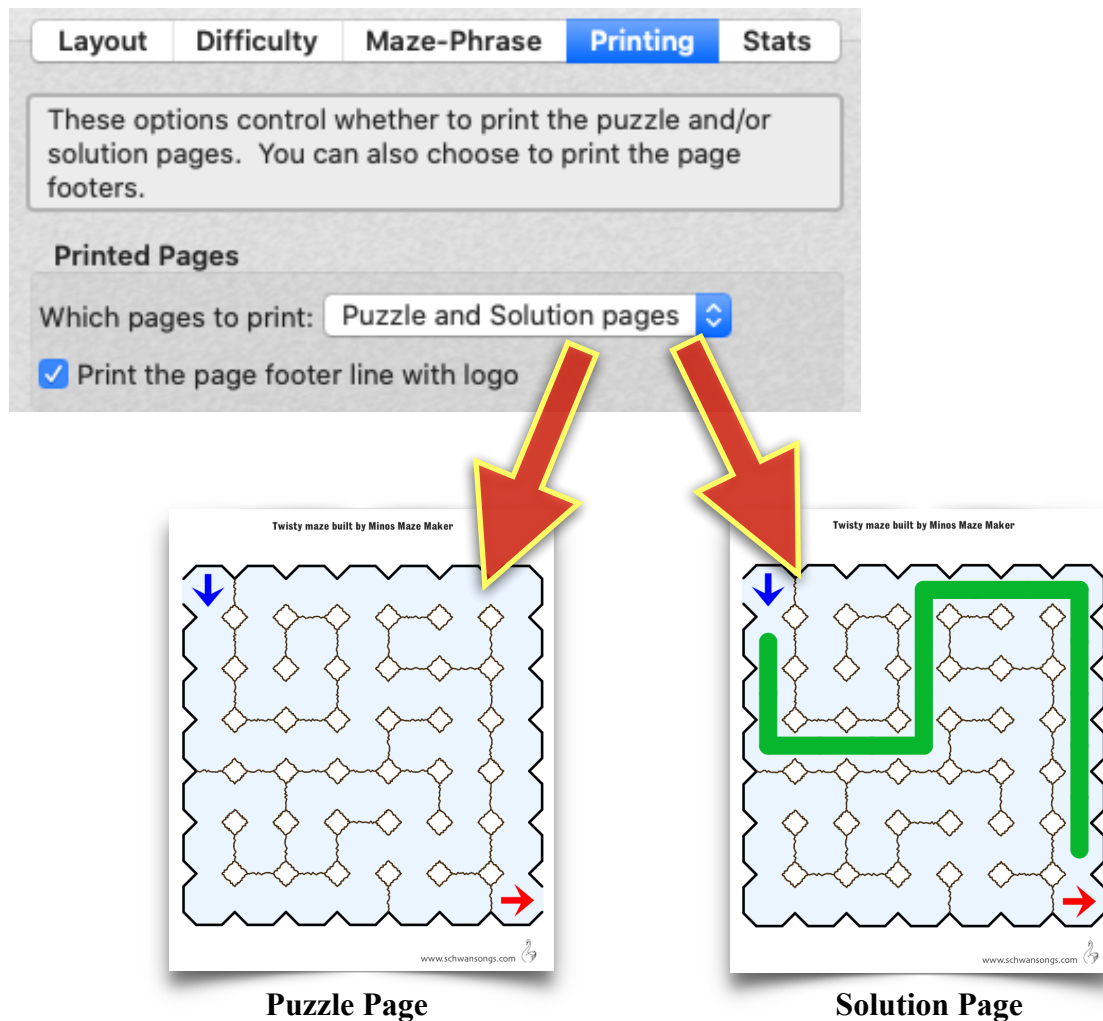 Layout Difficulty Maze-Phrase Printing Stats
These options control whether to print the puzzle and/or
solution pages. You can also choose to print the page
footers.
Printed Pages
Which pages to print: Puzzle and Solution pages
Print the page footer line with logo
Twisty maze built by Minos Maze Maker
www.schwansongs.com
Puzzle Page
Twisty maze built by Minos Maze Maker
www.schwansongs.com
Solution Page